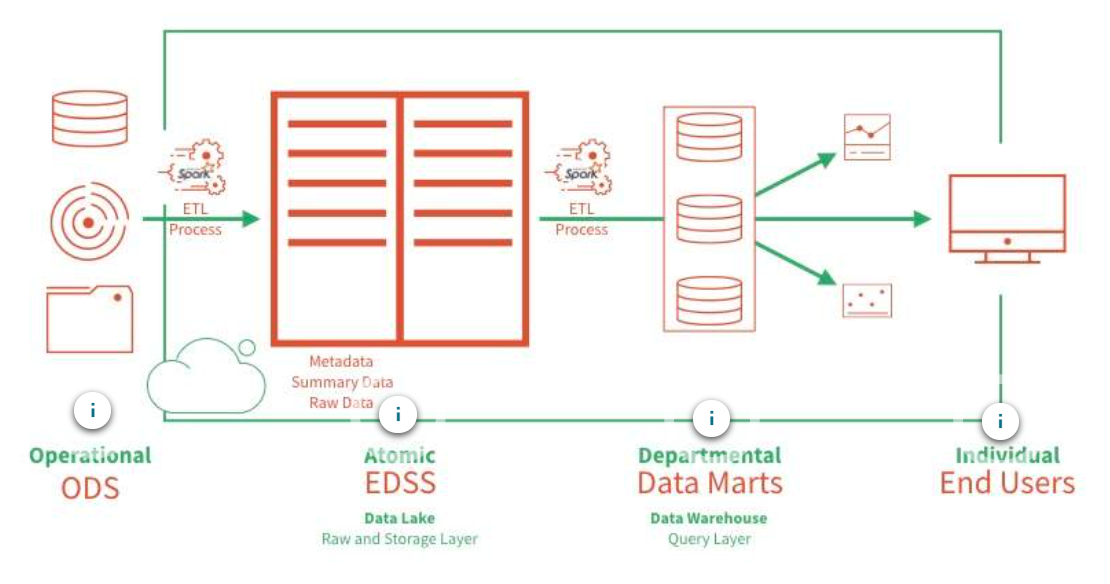 Spark
ETL
Process
Spark
ETL
Process
Metadata
Summary Data
Raw Data
i
i
i
i
Operational
ODS
Atomic
EDSS
Data Lake
Raw and Storage Layer
Departmental
Data Marts
Data Warehouse
Query Layer
Individual
End Users